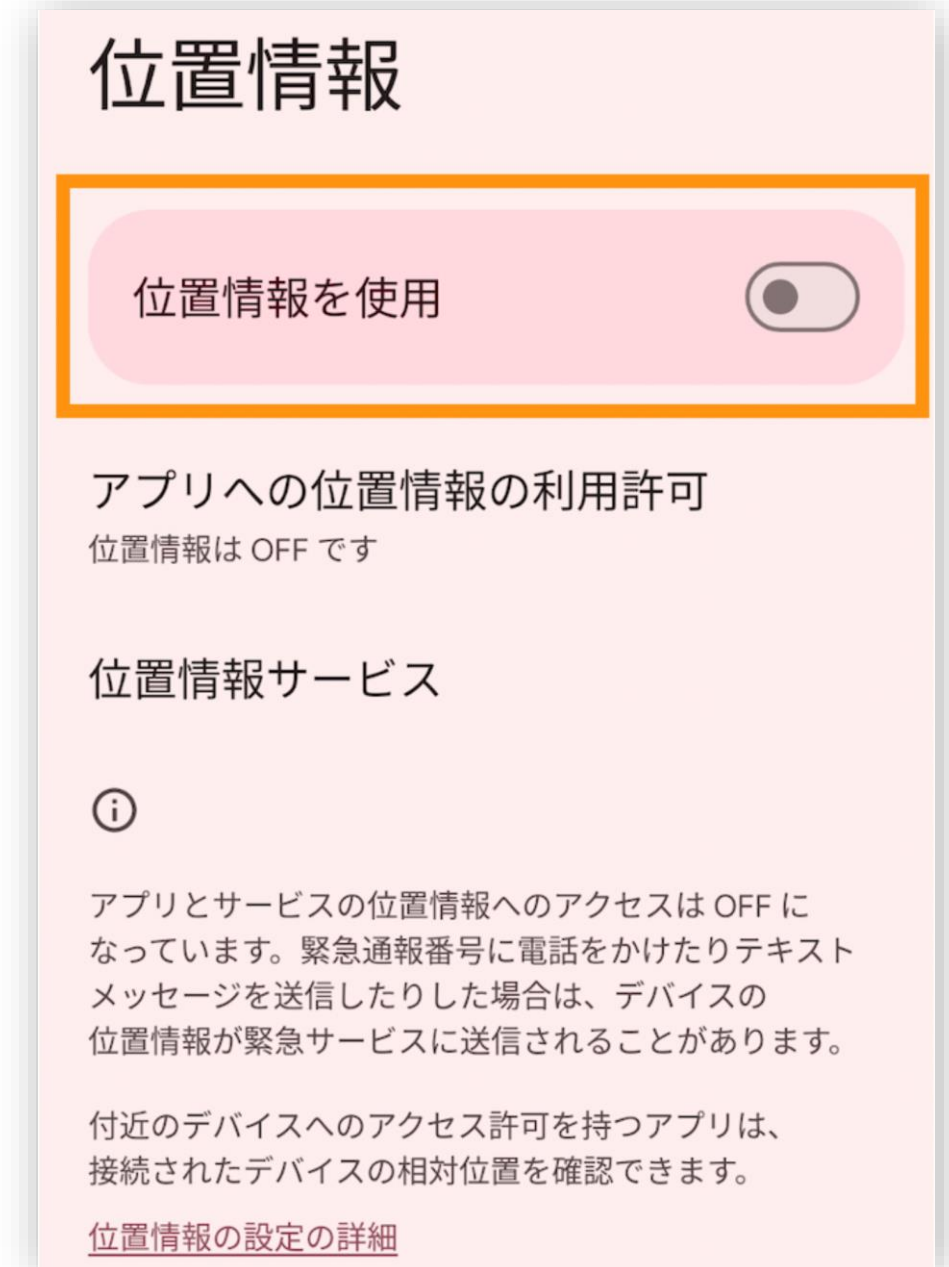 位置情報
位置情報を使用
アプリへの位置情報の利用許可
位置情報は OFF です
位置情報サービス
アプリとサービスの位置情報へのアクセスは OFF に
なっています。緊急通報番号に電話をかけたりテキスト
メッセージを送信したりした場合は、デバイスの
位置情報が緊急サービスに送信されることがあります。
付近のデバイスへのアクセス許可を持つアプリは、
接続されたデバイスの相対位置を確認できます。
位置情報の設定の詳細